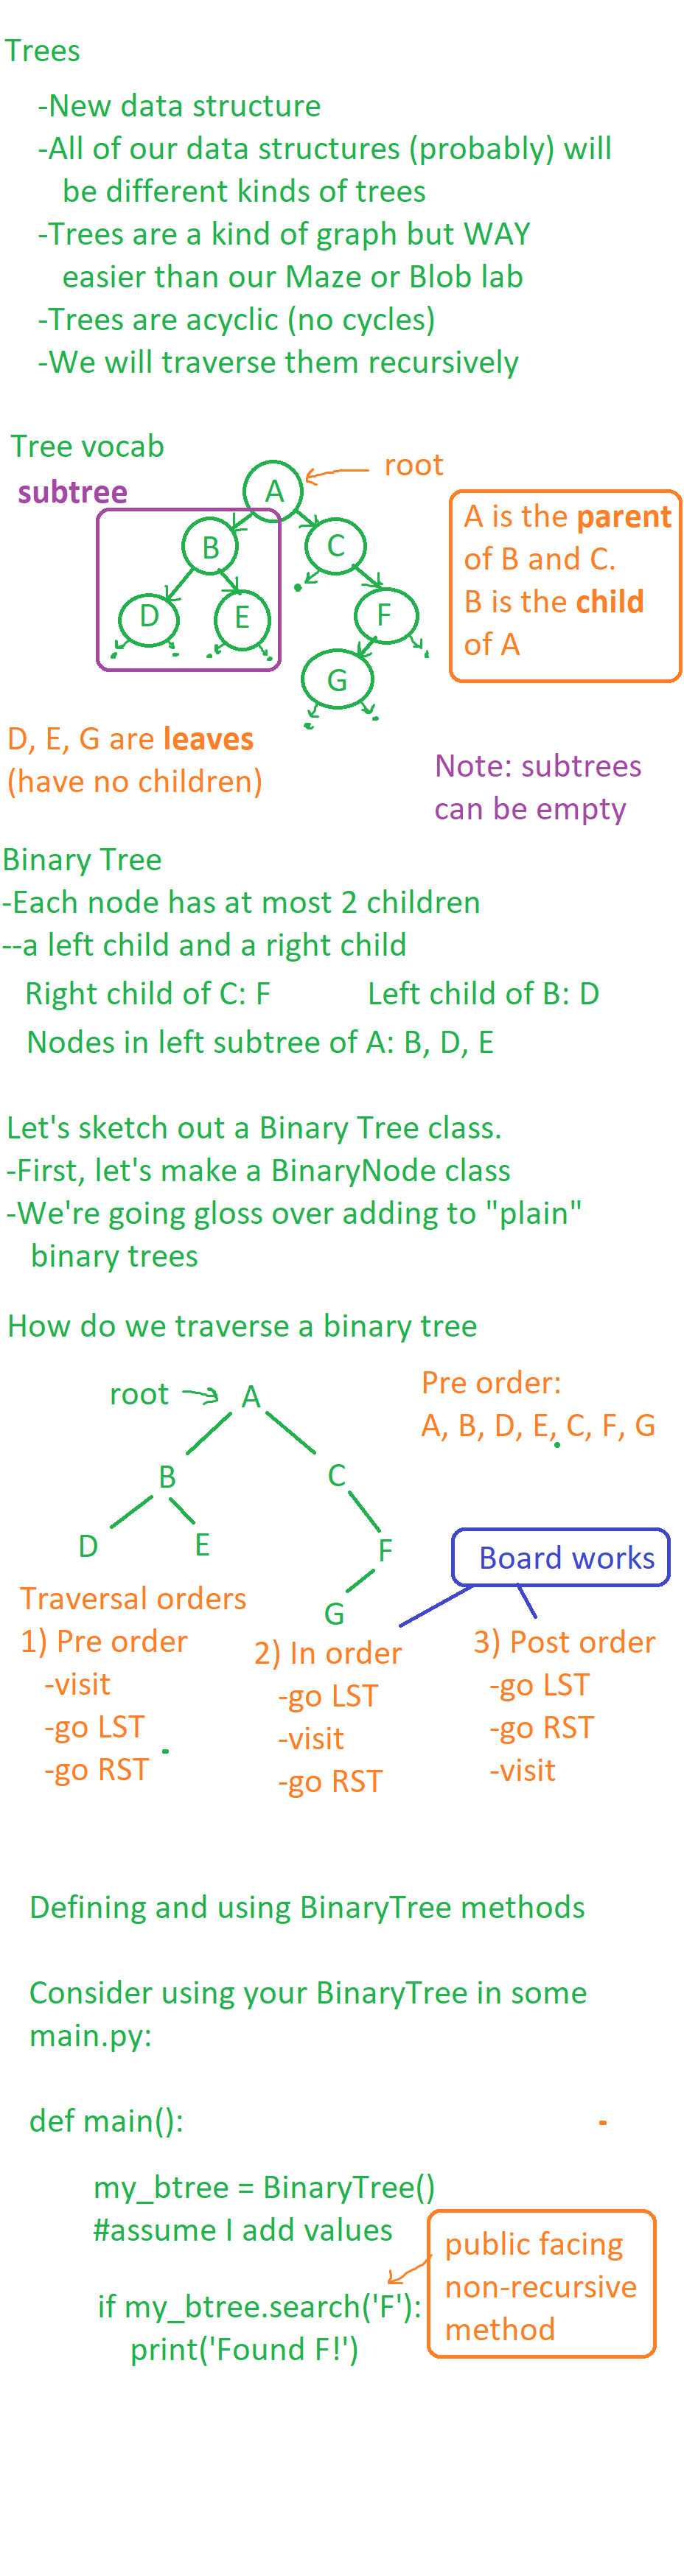 Trees
-New data structure
-All of our data structures (probably) will
be different kinds of trees
-Trees are a kind of graph but WAY
easier than our Maze or Blob lab
-Trees are acyclic (no cycles)
-We will traverse them recursively
Tree vocab
subtree
root
A
B
C
D
E
F
G
A is the parent
of B and C.
B is the child
of A
D, E, G are leaves
(have no children)
Note: subtrees
can be empty
Binary Tree
-Each node has at most 2 children
--a left child and a right child
Right child of C: F
Left child of B: D
Nodes in left subtree of A: B, D, E
Let's sketch out a Binary Tree class.
-First, let's make a BinaryNode class
-We're going gloss over adding to "plain"
binary trees
How do we traverse a binary tree
root
A
B
C
D
E
F
G
Pre order:
A, B, D, E, C, F, G
Board works
Traversal orders
1) Pre order
-visit
-go LST
-go RST
2) In order
-go LST
-visit
-go RST
3) Post order
-go LST
-go RST
-visit
Defining and using BinaryTree methods
Consider using your BinaryTree in some
main.py:
def main():
my_btree = BinaryTree()
#assume I add values
if my_btree.search('F'):
print('Found F!')
public facing
non-recursive
method